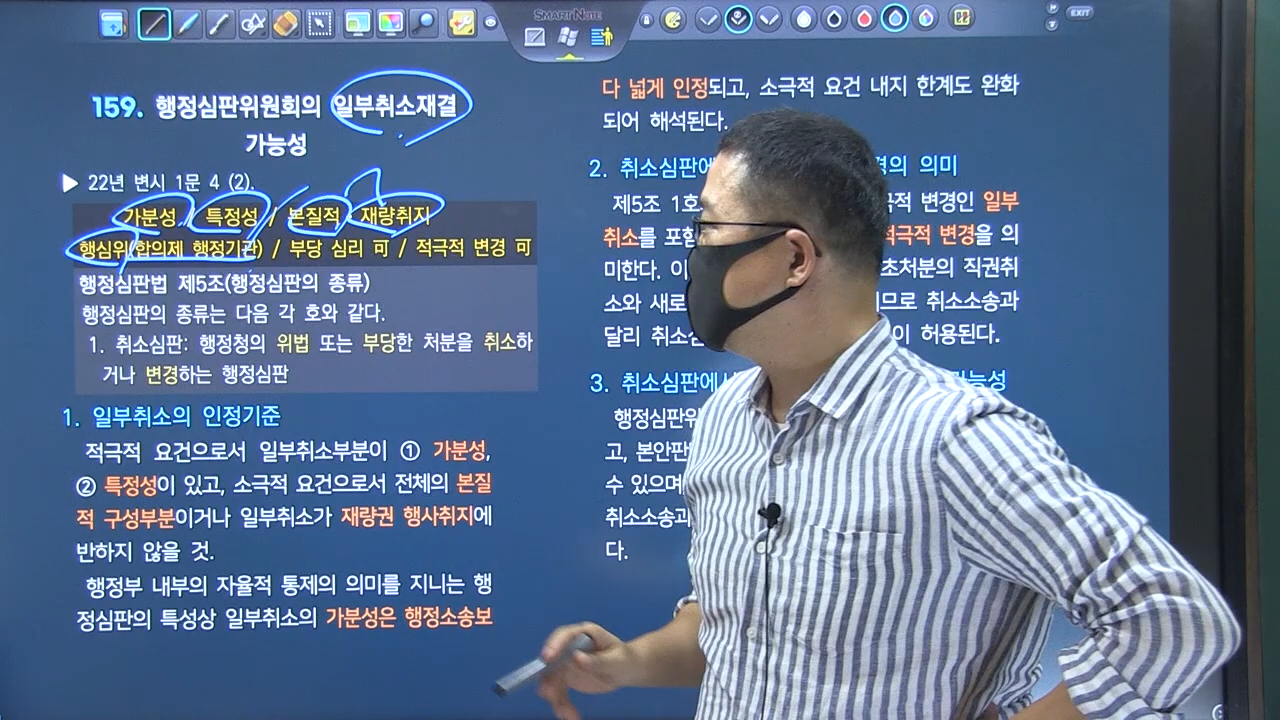 SMART NOTE
EXIT
159. 행정심판위원회의 일부취소재결
가능성
▶ 22년 변시 1문 4 (2).
가분성 / 특정성 / 본질적 / 재량취지
행심위(합의제 행정기관) / 부당 심리 可 / 적극적 변경 可
행정심판법 제5조(행정심판의 종류)
행정심판의 종류는 다음 각 호와 같다.
1. 취소심판: 행정청의 위법 또는 부당한 처분을 취소하
거나 변경하는 행정심판
1. 일부취소의 인정기준
적극적 요건으로서 일부취소부분이 ① 가분성,
② 특정성이 있고, 소극적 요건으로서 전체의 본질
적 구성부분이거나 일부취소가 재량권 행사취지에
반하지 않을 것.
행정부 내부의 자율적 통제의 의미를 지니는 행
정심판의 특성상 일부취소의 가분성은 행정소송보
다 넓게 인정되고, 소극적 요건 내지 한계도 완화
되어 해석된다.
2. 취소심판에 경의 의미
제5조 1호 적 변경인 일부
취소를 포함 적극적 변경을 의
미한다. 이 초처분의 직권취
소와 새로 므로 취소소송과
달리 취소심 이 허용된다.
3. 취소심판에서 가능성
행정심판위
고, 본안판
수 있으며
취소소송과
다.